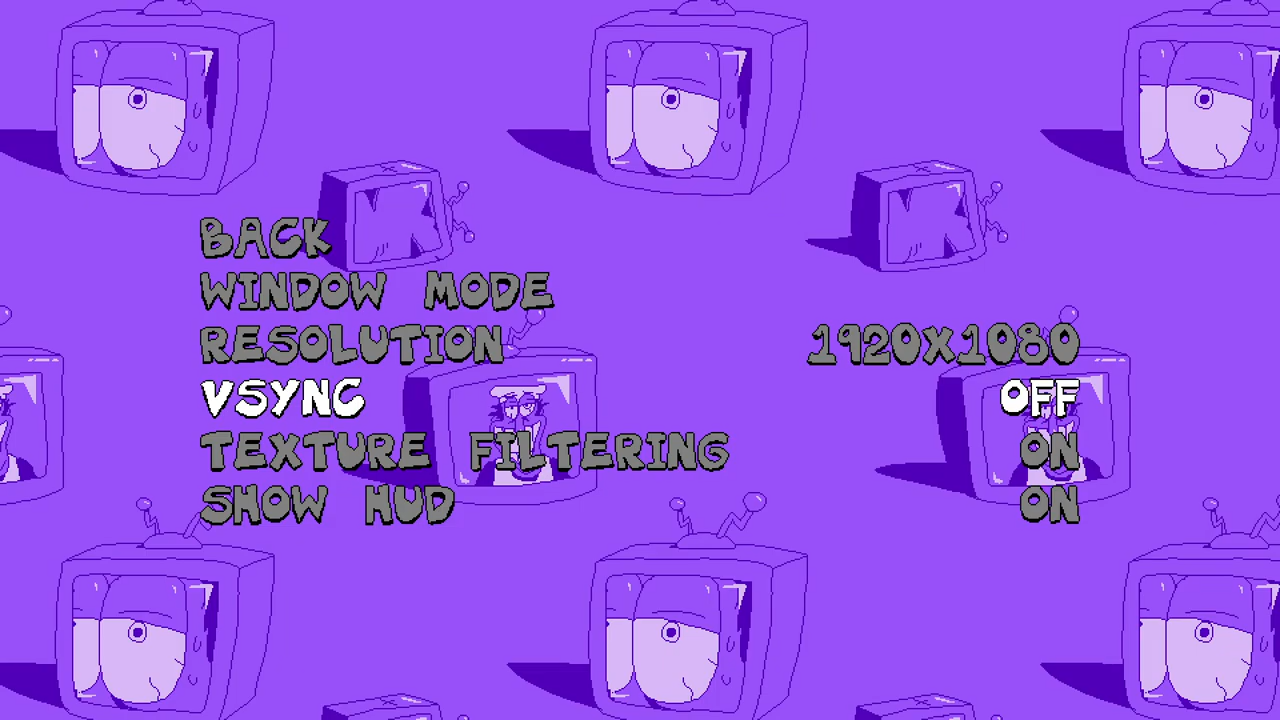 BACK
WINDOW MODE
RESOLUTION 1920X1080
VSYNC OFF
TEXTURE FILTERING ON
SHOW HUD ON